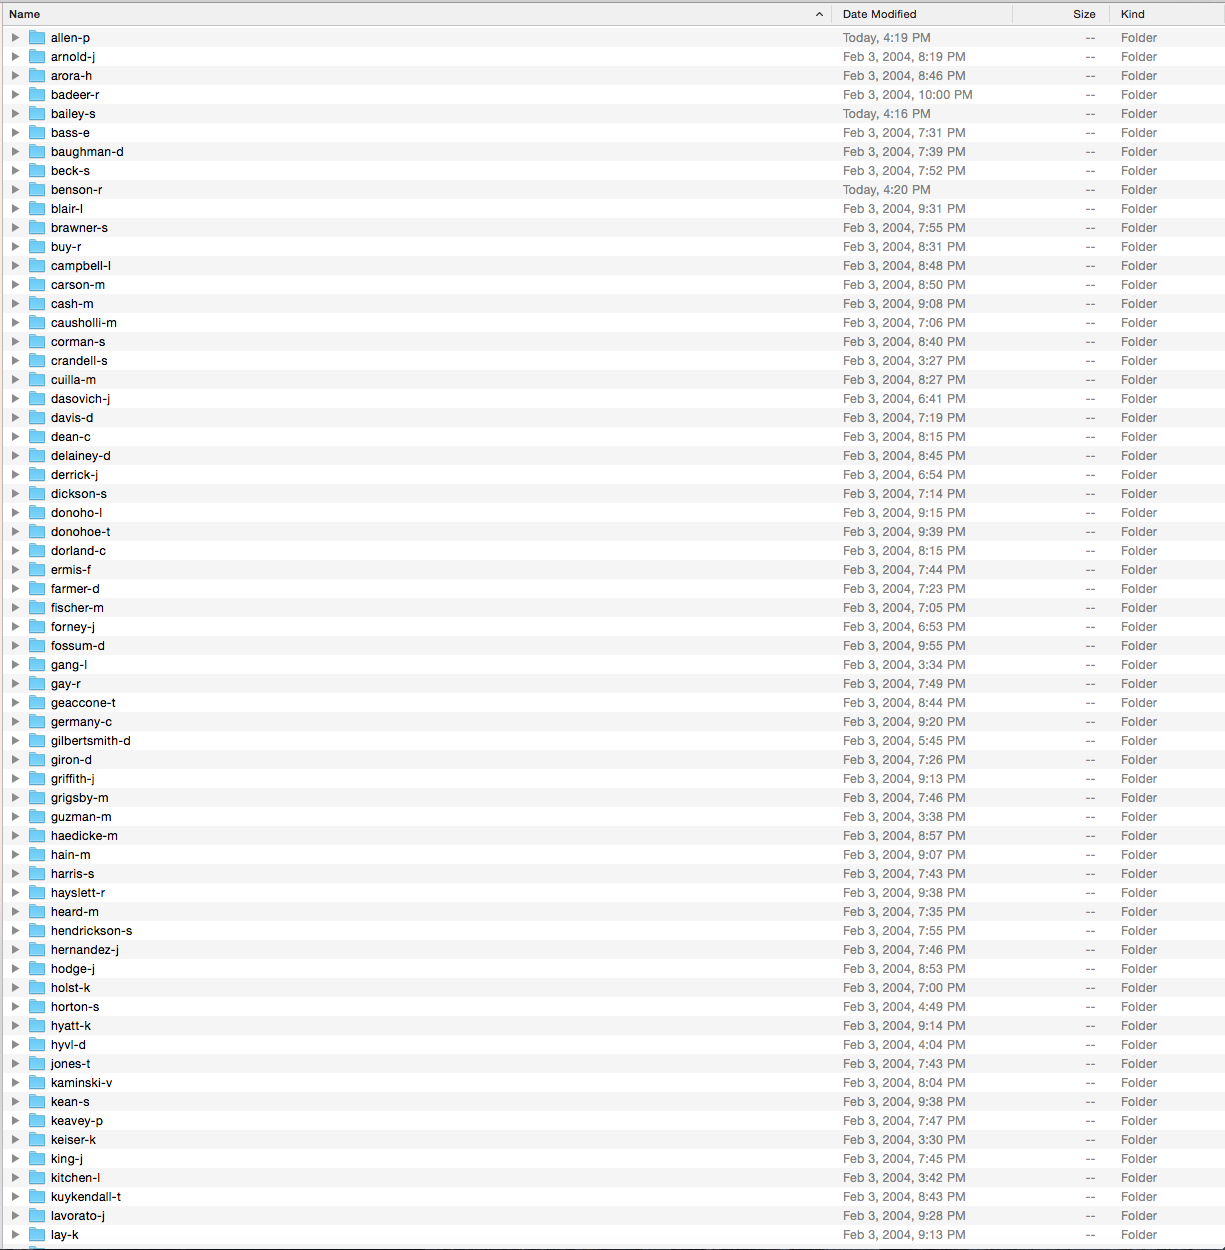 Name Date Modified Size Kind
allen-p Today, 4:19 PM -- Folder
arnold-j Feb 3, 2004, 8:19 PM -- Folder
arora-h Feb 3, 2004, 8:46 PM -- Folder
badeer-r Feb 3, 2004, 10:00 PM -- Folder
bailey-s Today, 4:16 PM -- Folder
bass-e Feb 3, 2004, 7:31 PM -- Folder
baughman-d Feb 3, 2004, 7:39 PM -- Folder
beck-s Feb 3, 2004, 7:52 PM -- Folder
benson-r Today, 4:20 PM -- Folder
blair-l Feb 3, 2004, 9:31 PM -- Folder
brawner-s Feb 3, 2004, 7:55 PM -- Folder
buy-r Feb 3, 2004, 8:31 PM -- Folder
campbell-l Feb 3, 2004, 8:48 PM -- Folder
carson-m Feb 3, 2004, 8:50 PM -- Folder
cash-m Feb 3, 2004, 9:08 PM -- Folder
causholli-m Feb 3, 2004, 7:06 PM -- Folder
corman-s Feb 3, 2004, 8:40 PM -- Folder
crandell-s Feb 3, 2004, 3:27 PM -- Folder
cuilla-m Feb 3, 2004, 8:27 PM -- Folder
dasovich-j Feb 3, 2004, 6:41 PM -- Folder
davis-d Feb 3, 2004, 7:19 PM -- Folder
dean-c Feb 3, 2004, 8:15 PM -- Folder
delainey-d Feb 3, 2004, 8:45 PM -- Folder
derrick-j Feb 3, 2004, 6:54 PM -- Folder
dickson-s Feb 3, 2004, 7:14 PM -- Folder
donoho-l Feb 3, 2004, 9:15 PM -- Folder
donohoe-t Feb 3, 2004, 9:39 PM -- Folder
dorland-c Feb 3, 2004, 8:15 PM -- Folder
ermis-f Feb 3, 2004, 7:44 PM -- Folder
farmer-d Feb 3, 2004, 7:23 PM -- Folder
fischer-m Feb 3, 2004, 7:05 PM -- Folder
forney-j Feb 3, 2004, 6:53 PM -- Folder
fossum-d Feb 3, 2004, 9:55 PM -- Folder
gang-l Feb 3, 2004, 3:34 PM -- Folder
gay-r Feb 3, 2004, 7:49 PM -- Folder
geaccone-t Feb 3, 2004, 8:44 PM -- Folder
germany-c Feb 3, 2004, 9:20 PM -- Folder
gilbertsmith-d Feb 3, 2004, 5:45 PM -- Folder
giron-d Feb 3, 2004, 7:26 PM -- Folder
griffith-j Feb 3, 2004, 9:13 PM -- Folder
grigsby-m Feb 3, 2004, 7:46 PM -- Folder
guzman-m Feb 3, 2004, 3:38 PM -- Folder
haedicke-m Feb 3, 2004, 8:57 PM -- Folder
hain-m Feb 3, 2004, 9:07 PM -- Folder
harris-s Feb 3, 2004, 7:43 PM -- Folder
hayslett-r Feb 3, 2004, 9:38 PM -- Folder
heard-m Feb 3, 2004, 7:35 PM -- Folder
hendrickson-s Feb 3, 2004, 7:55 PM -- Folder
hernandez-j Feb 3, 2004, 7:46 PM -- Folder
hodge-j Feb 3, 2004, 8:53 PM -- Folder
holst-k Feb 3, 2004, 7:00 PM -- Folder
horton-s Feb 3, 2004, 4:49 PM -- Folder
hyatt-k Feb 3, 2004, 9:14 PM -- Folder
hyvl-d Feb 3, 2004, 4:04 PM -- Folder
jones-t Feb 3, 2004, 7:43 PM -- Folder
kaminski-v Feb 3, 2004, 8:04 PM -- Folder
kean-s Feb 3, 2004, 9:38 PM -- Folder
keavey-p Feb 3, 2004, 7:47 PM -- Folder
keiser-k Feb 3, 2004, 3:30 PM -- Folder
king-j Feb 3, 2004, 7:45 PM -- Folder
kitchen-l Feb 3, 2004, 3:42 PM -- Folder
kuykendall-t Feb 3, 2004, 8:43 PM -- Folder
lavorato-j Feb 3, 2004, 9:28 PM -- Folder
lay-k Feb 3, 2004, 9:13 PM -- Folder